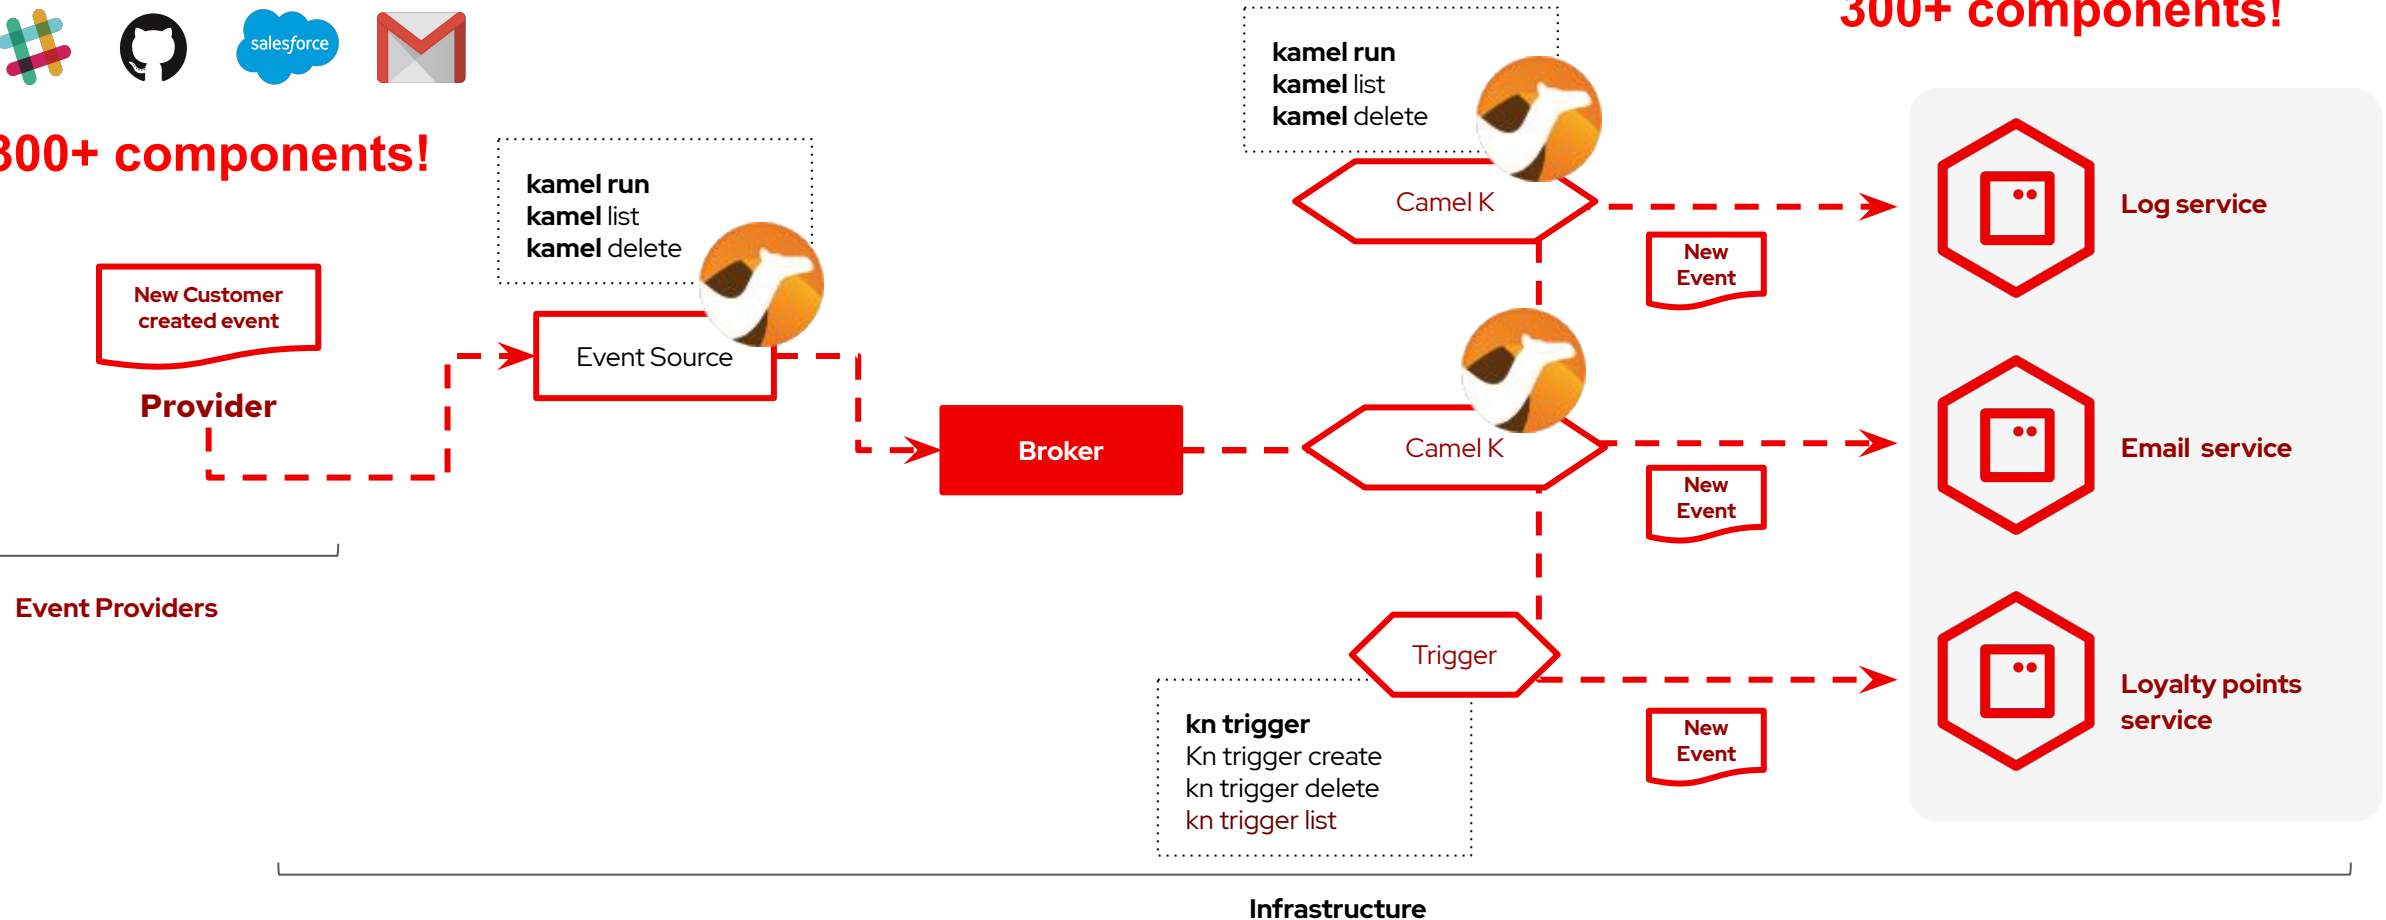 300+ components!
salesforce
300+ components!
kamel run
kamel list
kamel delete
kamel run
kamel list
kamel delete
Camel K
Log service
New
Event
New Customer
created event
Provider
Event Source
Broker
Camel K
Email  service
New
Event
Event Providers
Trigger
Loyalty points
service
New
Event
kn trigger
Kn trigger create
kn trigger delete
kn trigger list
Infrastructure